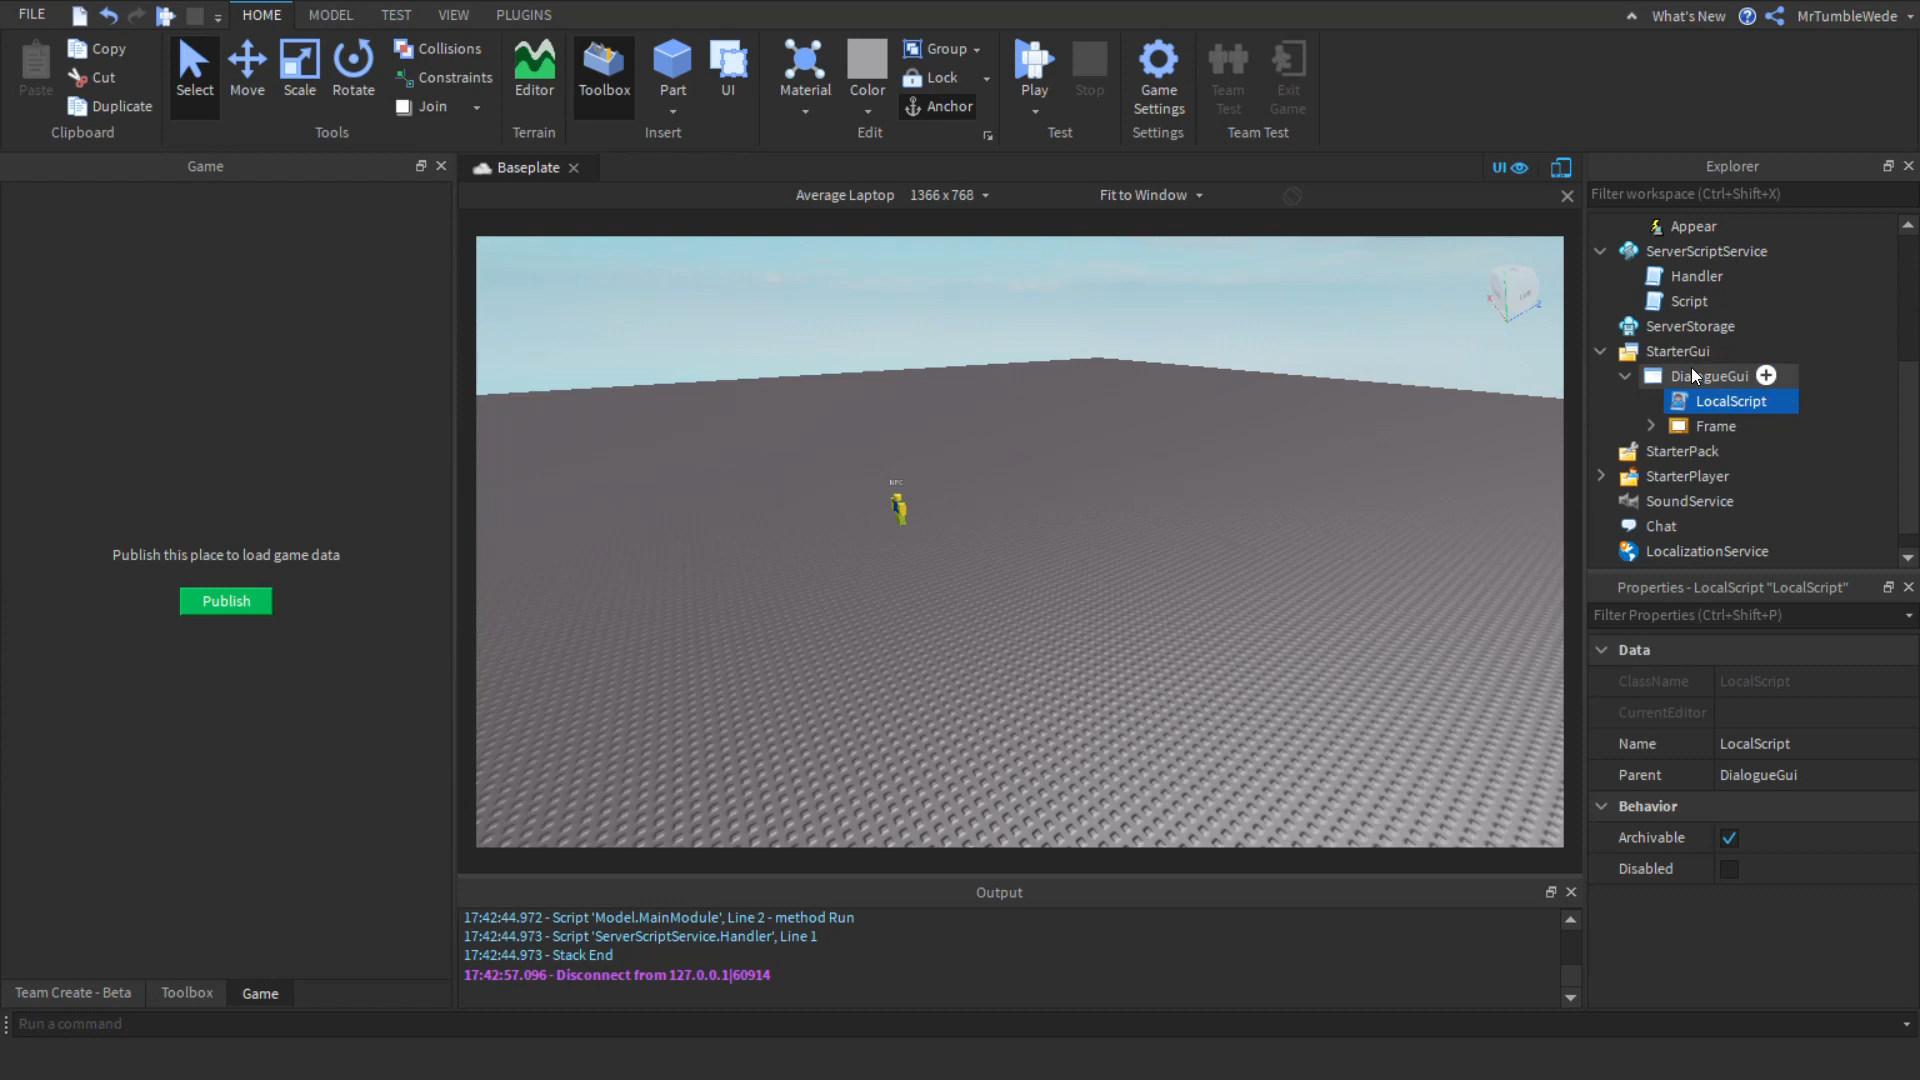 FILE
HOME
MODEL
TEST
VIEW
PLUGINS
What's New
MrTumbleWede
Paste
Copy
Cut
Duplicate
Clipboard
Select
Move
Scale
Rotate
Collisions
Constraints
Join
Tools
Editor
Terrain
Toolbox
Part
UI
Insert
Material
Color
Group
Lock
Anchor
Edit
Play
Stop
Test
Game
Settings
Settings
Team
Test
Exit
Game
Team Test
Game
Publish this place to load game data
Publish
Team Create - Beta
Toolbox
Game
Baseplate
UI
Average Laptop
1366 x 768
Fit to Window
NPC
Output
17:42:44.972 - Script 'Model.MainModule', Line 2 - method Run
17:42:44.973 - Script 'ServerScriptService.Handler', Line 1
17:42:44.973 - Stack End
17:42:57.096 - Disconnect from 127.0.0.1|60914
Explorer
Filter workspace (Ctrl+Shift+X)
Appear
ServerScriptService
Handler
Script
ServerStorage
StarterGui
DialogueGui
LocalScript
Frame
StarterPack
StarterPlayer
SoundService
Chat
LocalizationService
Properties - LocalScript "LocalScript"
Filter Properties (Ctrl+Shift+P)
Data
ClassName LocalScript
CurrentEditor
Name LocalScript
Parent DialogueGui
Behavior
Archivable
Disabled
Run a command